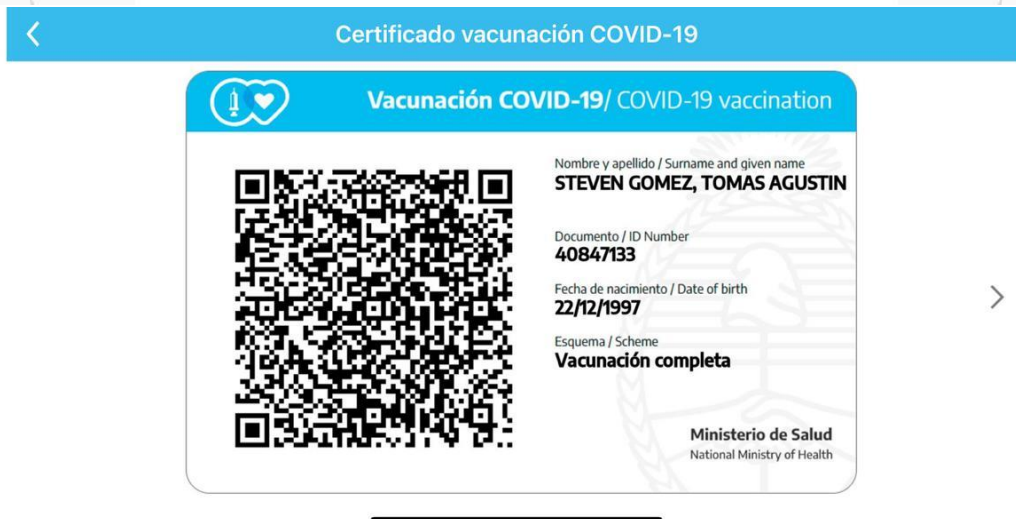 Certificado vacunación COVID-19
Vacunación COVID-19/ COVID-19 vaccination
Nombre y apellido / Surname and given name
STEVEN GOMEZ, TOMAS AGUSTIN
Documento / ID Number
40847133
Fecha de nacimiento / Date of birth
22/12/1997
Esquema / Scheme
Vacunación completa
Ministerio de Salud
National Ministry of Health